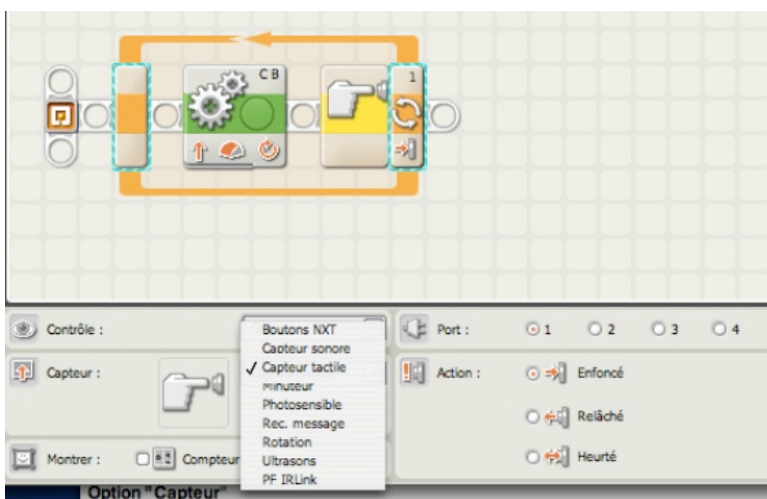 C B
1
Contrôle :
Boutons NXT
Capteur sonore
Capteur tactile
Minuteur
Photosensible
Rec. message
Rotation
Ultrasons
PF IRLink
Capteur :
Montrer :
Compteur
Port :
1
2
3
4
Action :
Enfoncé
Relâché
Heurté
Option "Capteur"